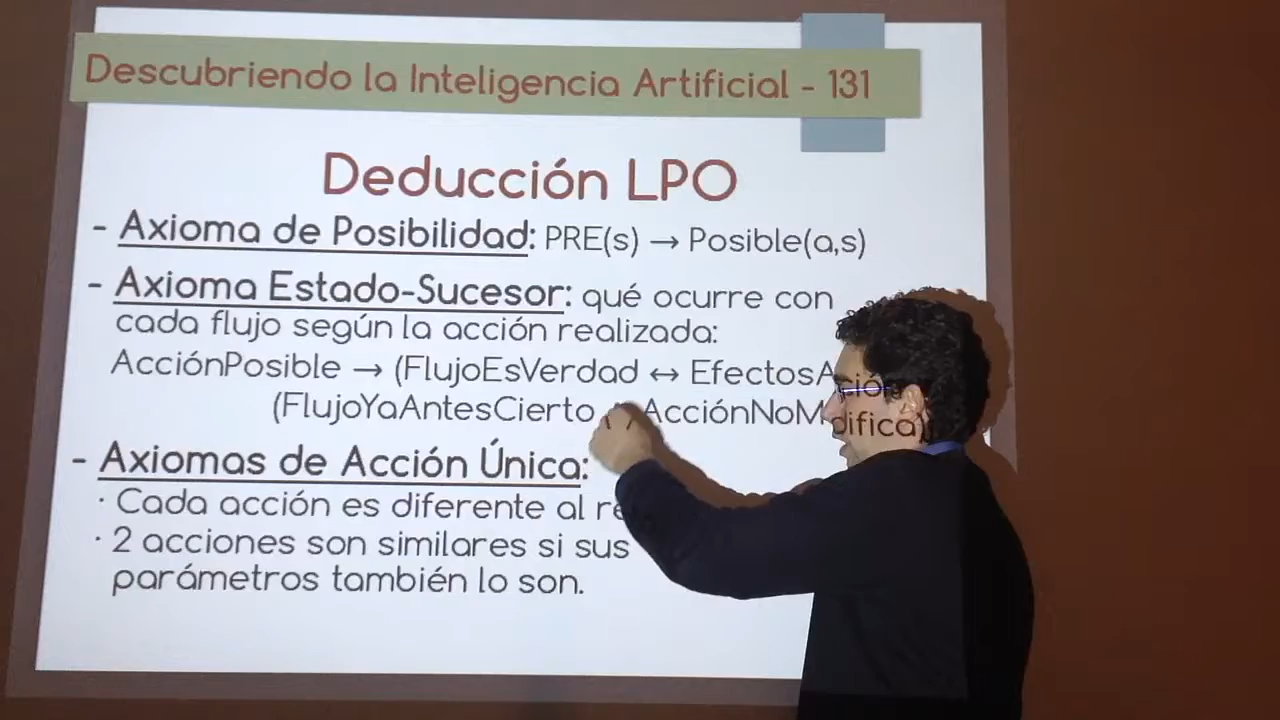 Descubriendo la Inteligencia Artificial - 131
Deducción LPO
- Axioma de Posibilidad: PRE(s) → Posible(a,s)
- Axioma Estado-Sucesor: qué ocurre con
cada flujo según la acción realizada:
AcciónPosible → (FlujoEsVerdad ↔ EfectosAcción
(FlujoYaAntesCierto AcciónNoModifica)
- Axiomas de Acción Única:
· Cada acción es diferente al
· 2 acciones son similares si sus
parámetros también lo son.